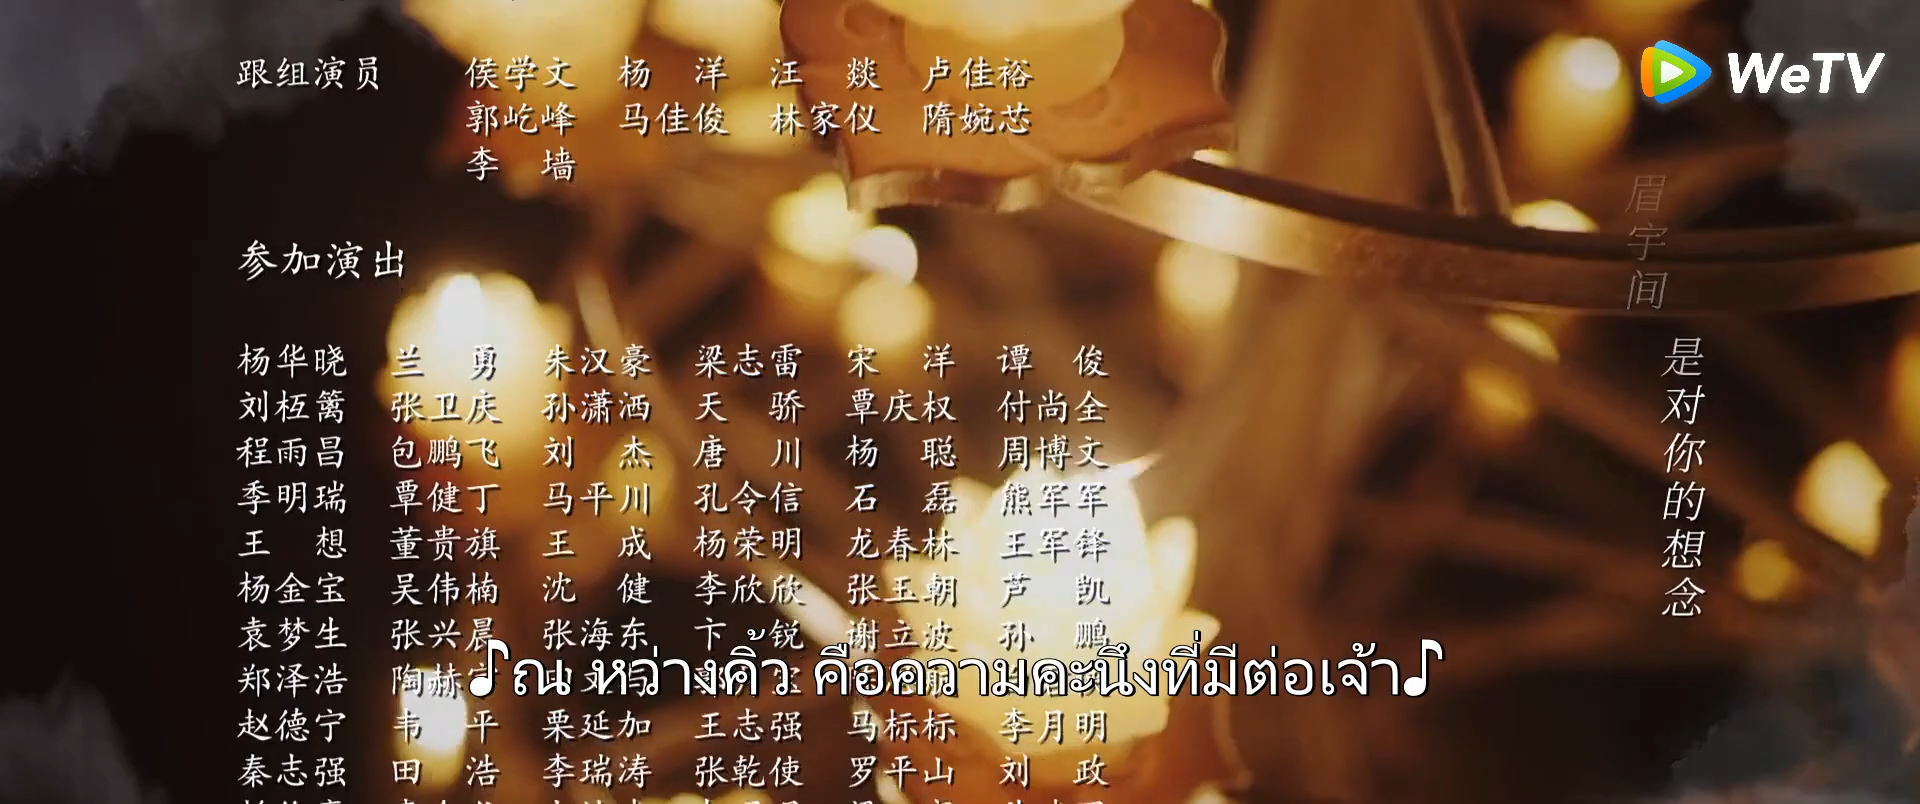 跟组演员 侯学文 杨 洋 汪 燚 卢佳裕
郭屹峰 马佳俊 林家仪 隋婉芯
李 墙
WeTV
参加演出
杨华晓 兰 勇 朱汉豪 梁志雷 宋 洋 谭 俊
刘枑篱 张卫庆 孙潇洒 天 骄 覃庆权 付尚全
程雨昌 包鹏飞 刘 杰 唐 川 杨 聪 周博文
季明瑞 覃健丁 马平川 孔令信 石 磊 熊军军
王 想 董贵旗 王 成 杨荣明 龙春林 王军锋
杨金宝 吴伟楠 沈 健 李欣欣 张玉朝 芦 凯
袁梦生 张兴晨 张海东 卞 锐 谢立波 孙 鹏
郑泽浩 陶赫
♪ณ หว่างคิ้ว คือความคะนึงที่มีต่อเจ้า♪
赵德宁 韦 平 栗延加 王志强 马标标 李月明
秦志强 田 浩 李瑞涛 张乾使 罗平山 刘 政
眉宇间
是对你的想念